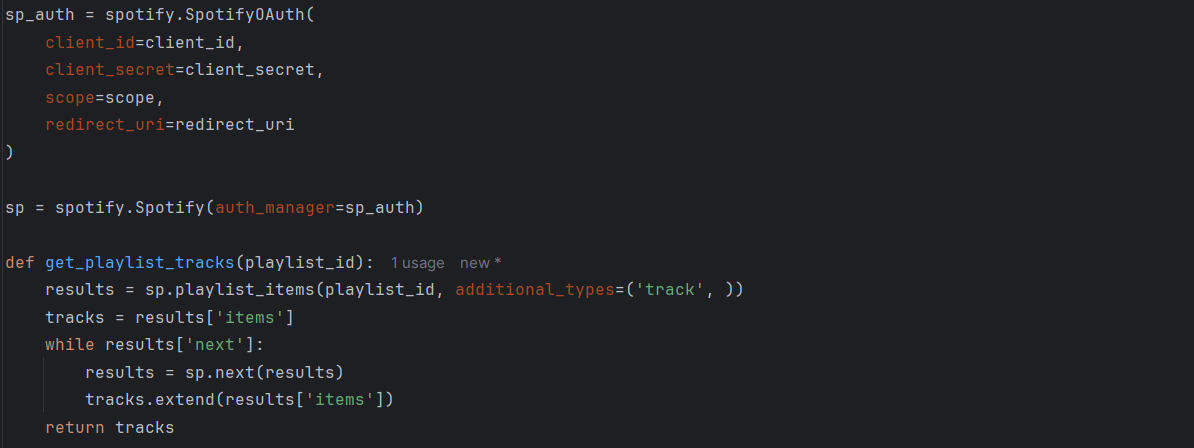 sp_auth = spotify.SpotifyOAuth(
    client_id=client_id,
    client_secret=client_secret,
    scope=scope,
    redirect_uri=redirect_uri
)
sp = spotify.Spotify(auth_manager=sp_auth)
def get_playlist_tracks(playlist_id): 1 usage new *
    results = sp.playlist_items(playlist_id, additional_types=('track', ))
    tracks = results['items']
    while results['next']:
        results = sp.next(results)
        tracks.extend(results['items'])
    return tracks